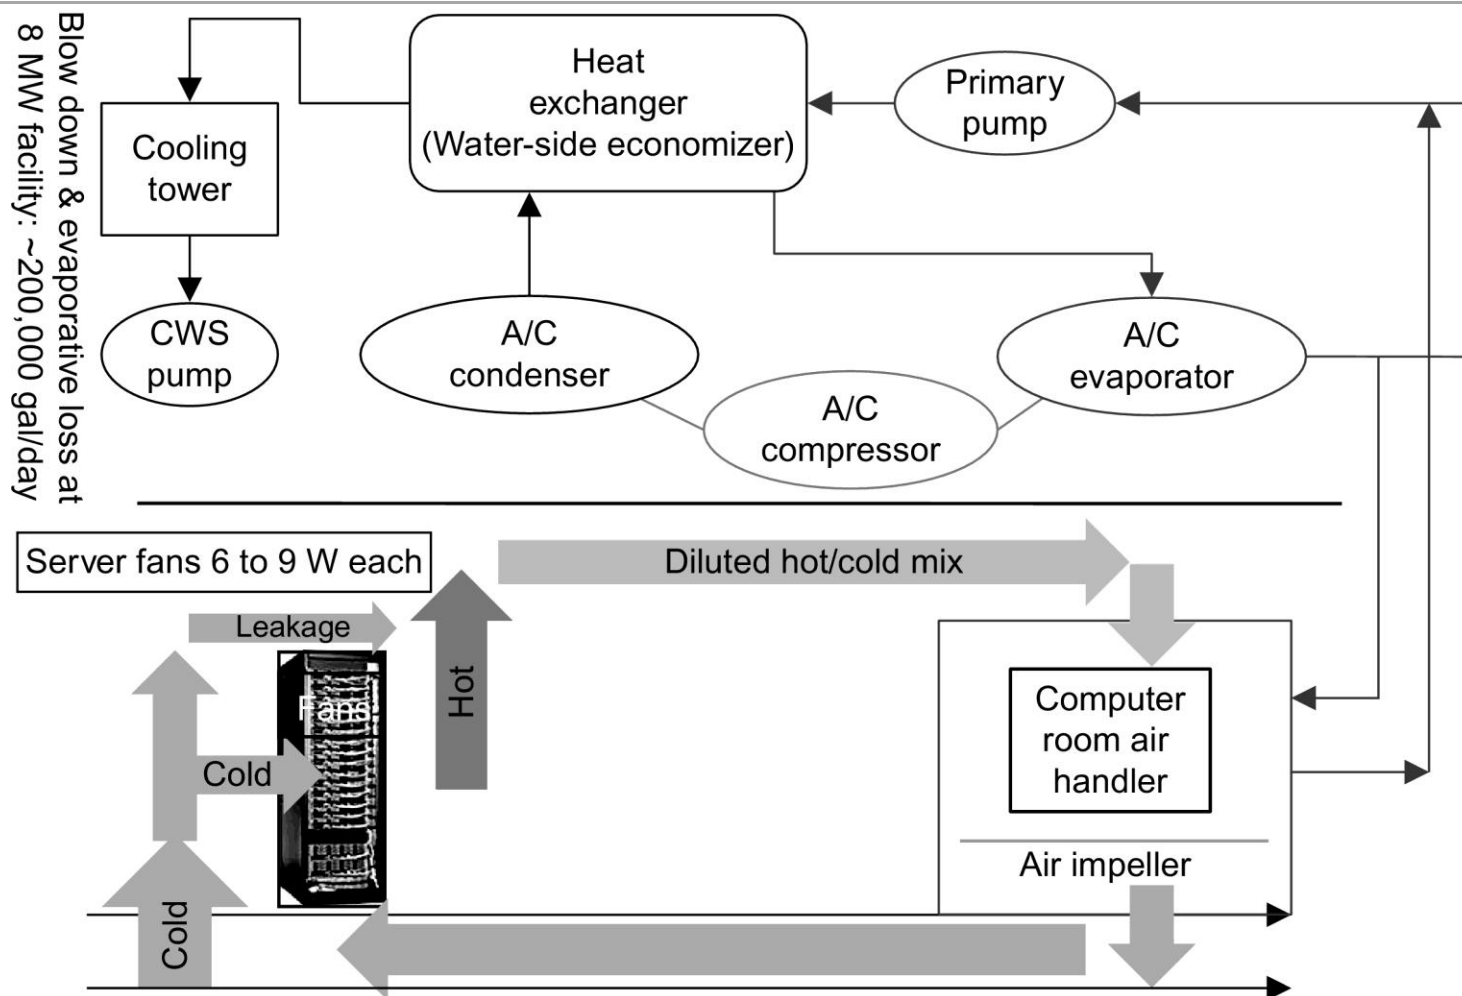 Blow down & evaporative loss at
8 MW facility: ~200,000 gal/day
Heat
exchanger
(Water-side economizer)
Primary
pump
Cooling
tower
CWS
pump
A/C
condenser
A/C
compressor
A/C
evaporator
Server fans 6 to 9 W each
Diluted hot/cold mix
Leakage
Fans
Hot
Cold
Cold
Computer
room air
handler
Air impeller